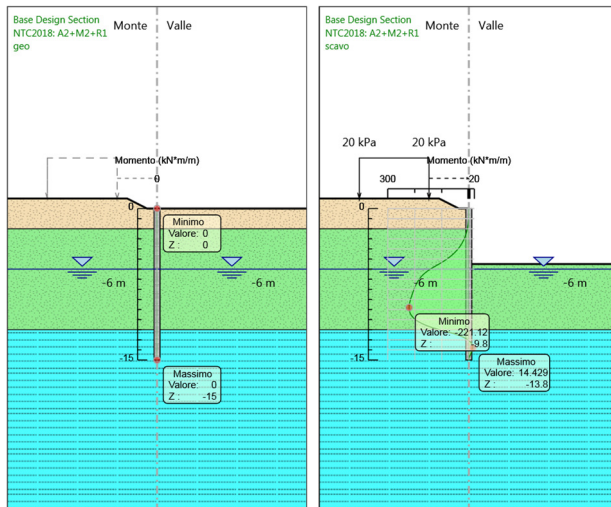 Base Design Section
NTC2018: A2+M2+R1
geo
Monte
Valle
Momento (kN*m/m)
0
0
Minimo
Valore: 0
Z : 0
-6 m
-6 m
-15
Massimo
Valore: 0
Z : -15
Base Design Section
NTC2018: A2+M2+R1
scavo
Monte
Valle
20 kPa
20 kPa
Momento (kN*m/m)
300
20
0
-6 m
-6 m
Minimo
Valore: -221.12
Z : -9.8
-15
Massimo
Valore: 14.429
Z : -13.8